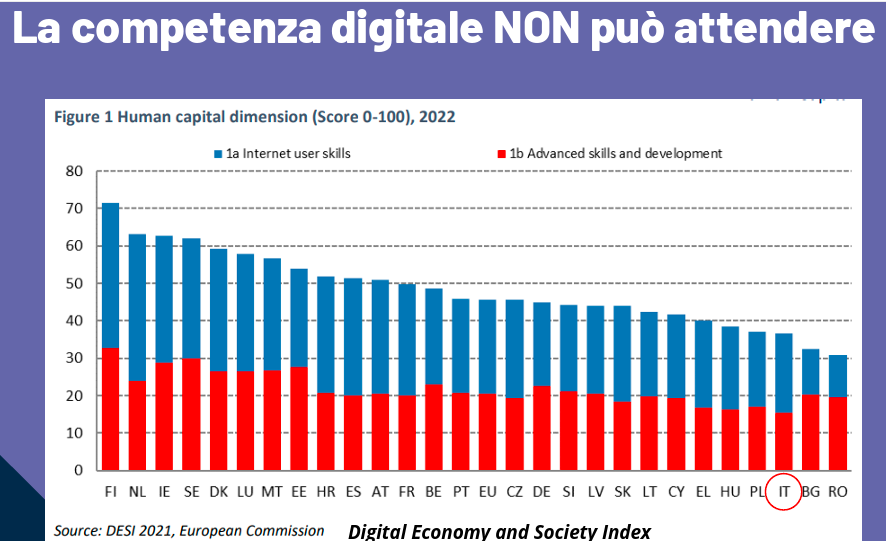 La competenza digitale NON può attendere
Figure 1 Human capital dimension (Score 0-100), 2022
1a Internet user skills
1b Advanced skills and development
80
70
60
50
40
30
20
10
0
FI NL IE SE DK LU MT EE HR ES AT FR BE PT EU CZ DE SI LV SK LT CY EL HU PL IT BG RO
Source: DESI 2021, European Commission
Digital Economy and Society Index